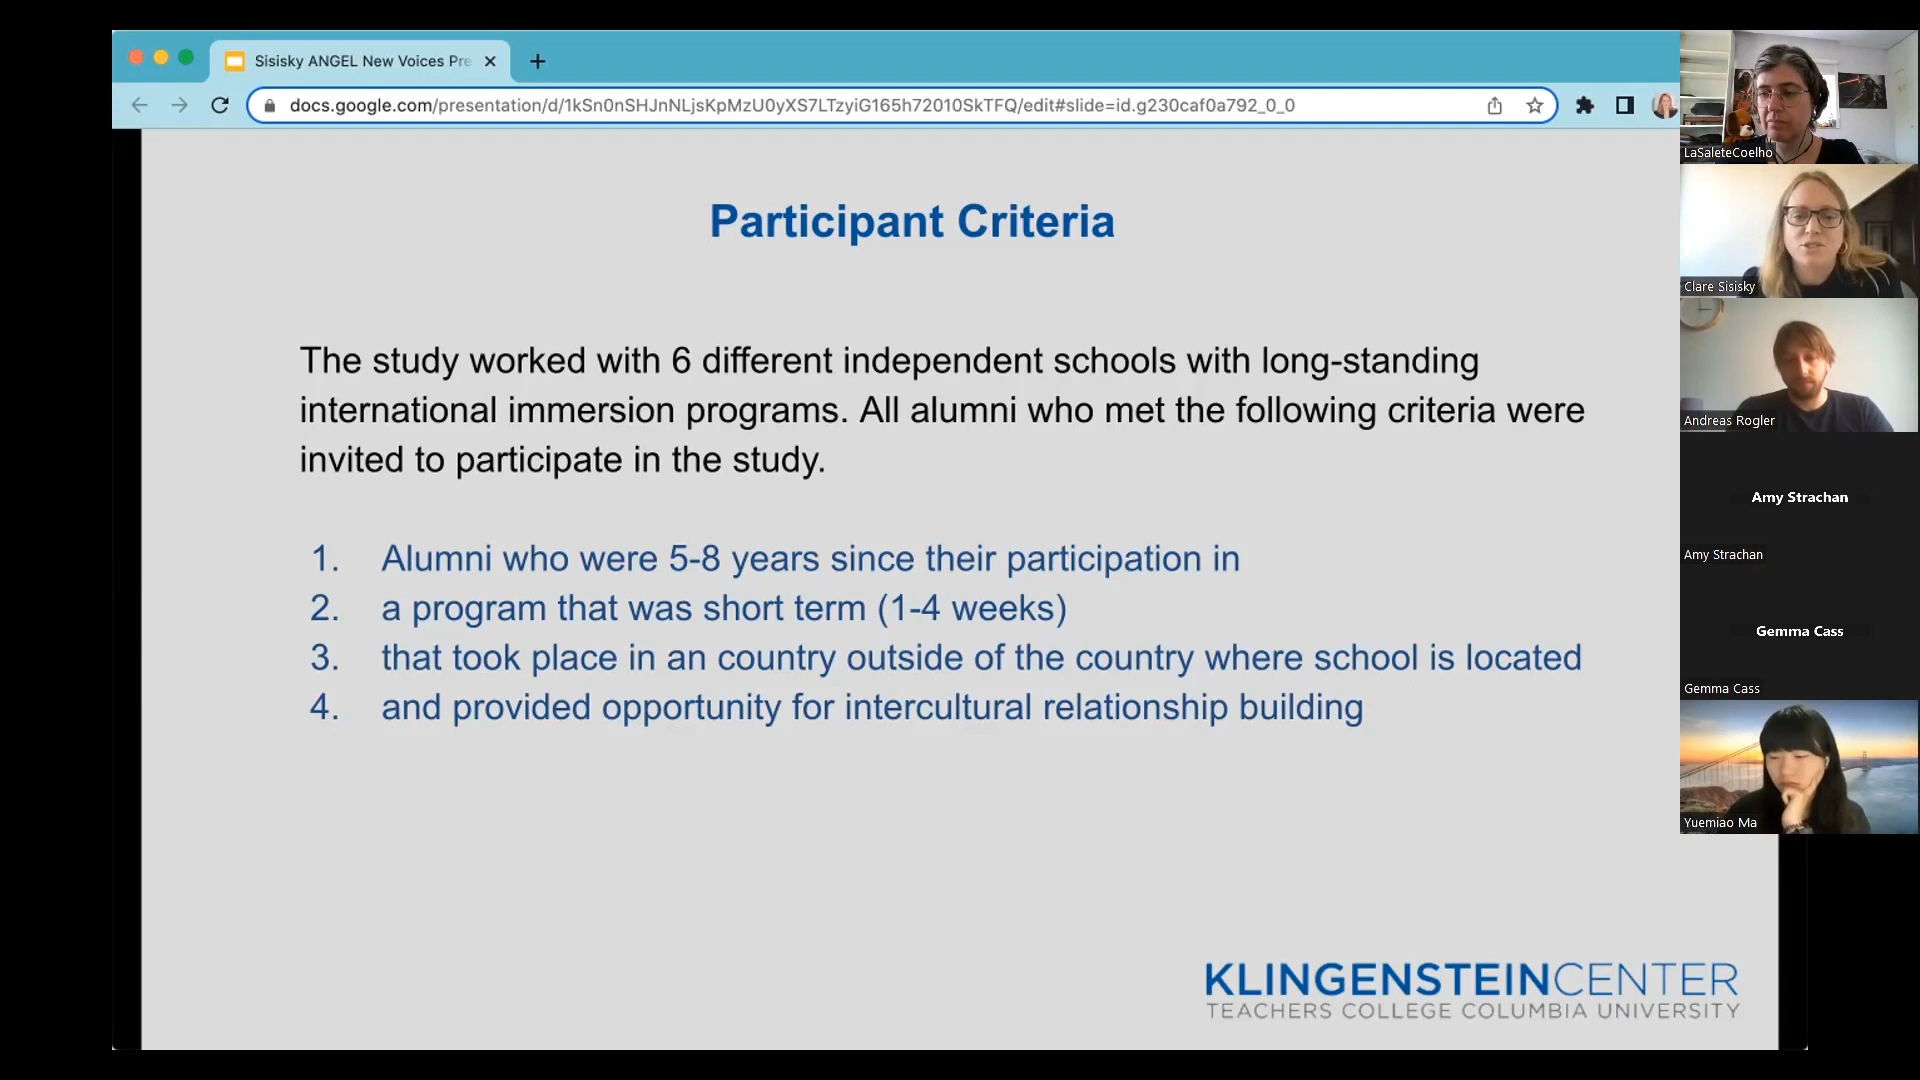 Sisisky ANGEL New Voices Pre
docs.google.com/presentation/d/1kSn0nSHJnNLjsKpMzU0yXS7LTzyiG165h72010SkTFQ/edit#slide=id.g230caf0a792_0_0
Participant Criteria
The study worked with 6 different independent schools with long-standing
international immersion programs. All alumni who met the following criteria were
invited to participate in the study.
1. Alumni who were 5-8 years since their participation in
2. a program that was short term (1-4 weeks)
3. that took place in an country outside of the country where school is located
4. and provided opportunity for intercultural relationship building
KLINGENSTEINCENTER
TEACHERS COLLEGE COLUMBIA UNIVERSITY
LaSaleteCoelho
Clare Sisisky
Andreas Rogler
Amy Strachan
Amy Strachan
Gemma Cass
Gemma Cass
Yuemiao Ma